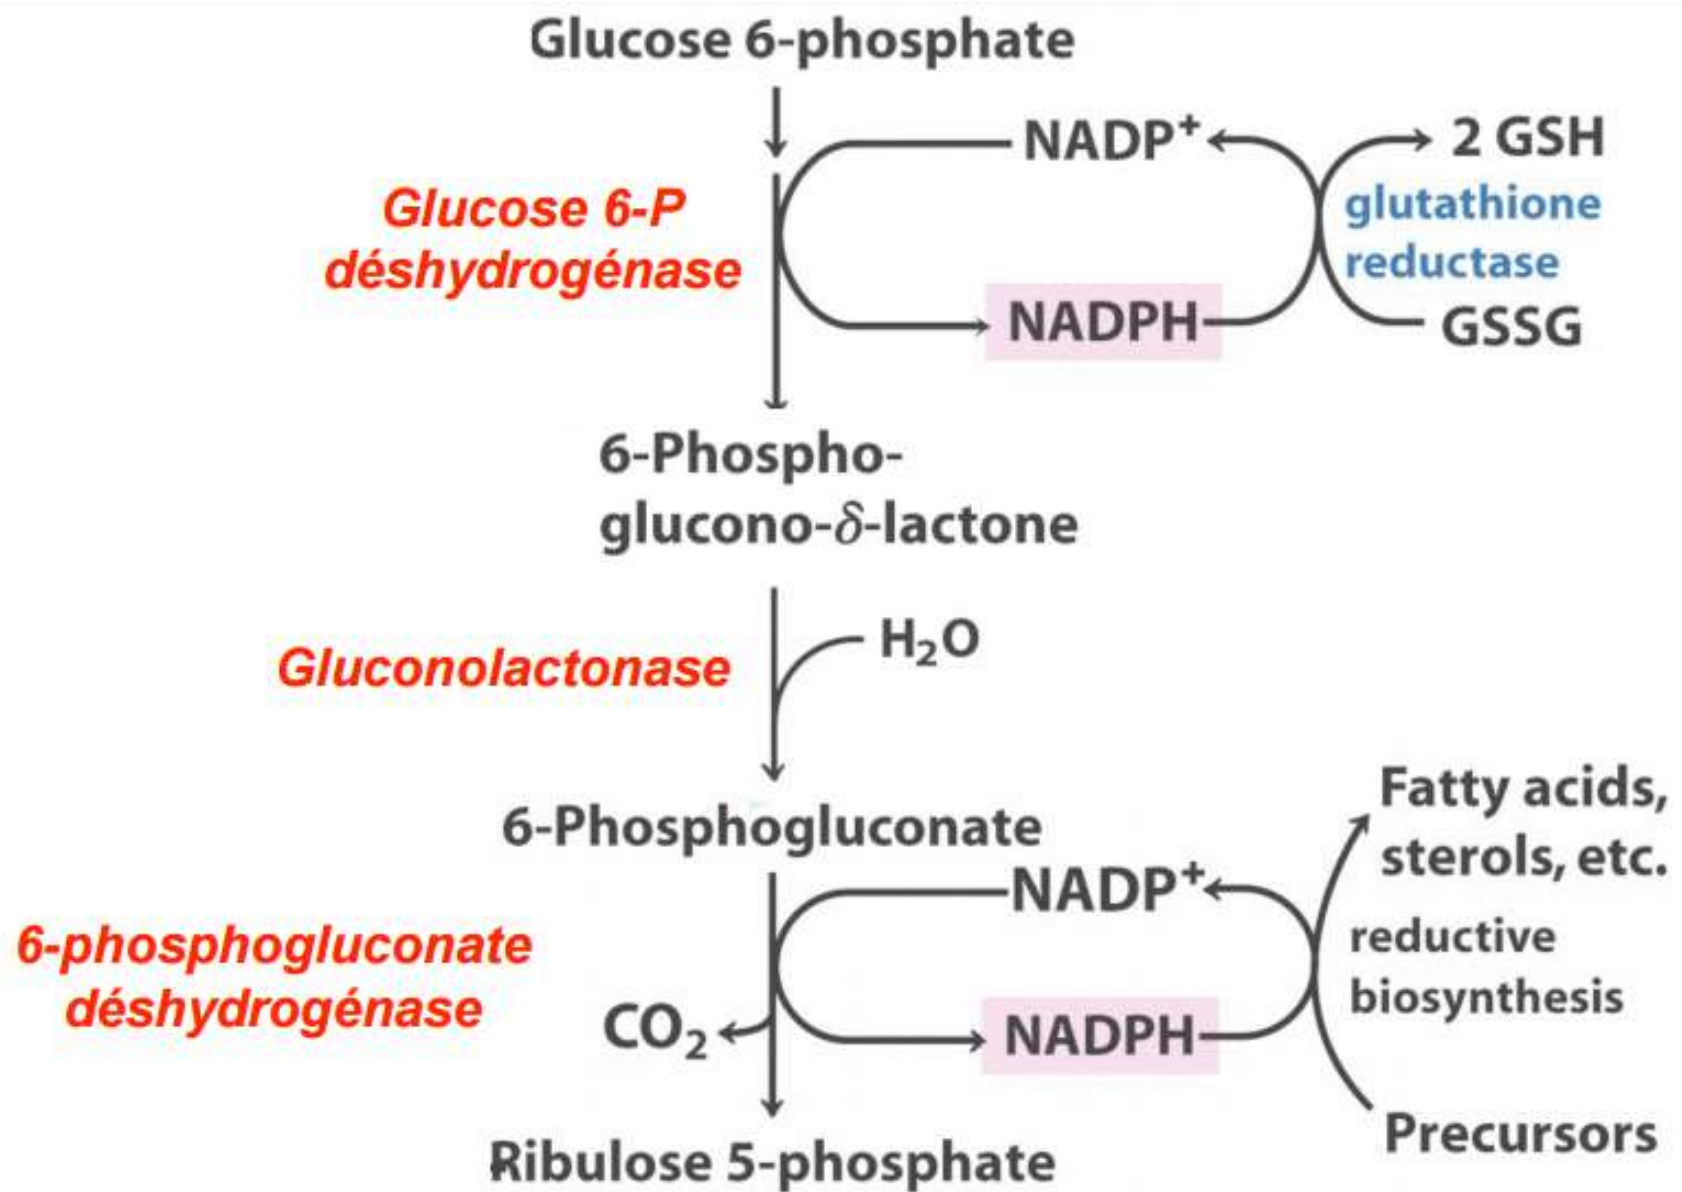 Glucose 6-phosphate
NADP⁺
2 GSH
Glucose 6-P
déshydrogénase
glutathione
reductase
NADPH
GSSG
6-Phospho-
glucono-δ-lactone
H₂O
Gluconolactonase
6-Phosphogluconate
Fatty acids,
sterols, etc.
NADP⁺
6-phosphogluconate
déshydrogénase
reductive
biosynthesis
CO₂
NADPH
Precursors
Ribulose 5-phosphate